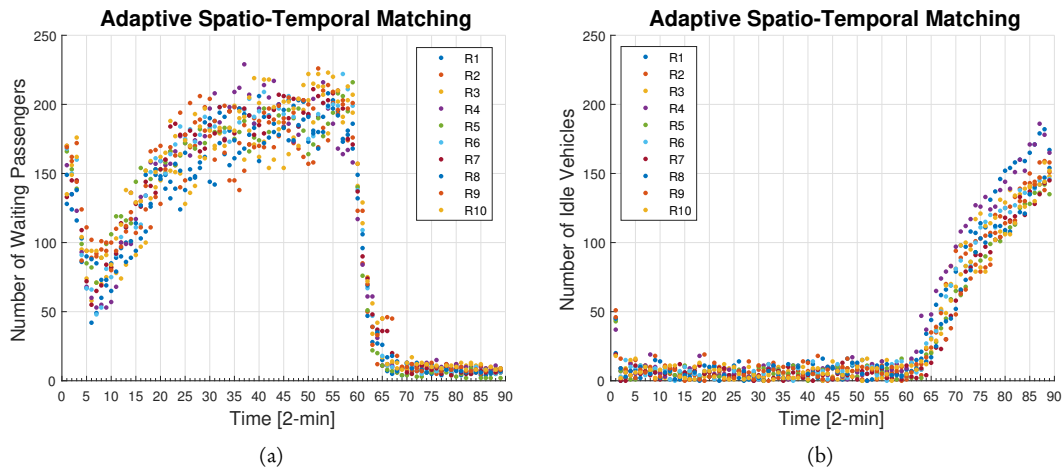 Adaptive Spatio-Temporal Matching
250
200
150
100
50
0
Number of Waiting Passengers
R1
R2
R3
R4
R5
R6
R7
R8
R9
R10
0 5 10 15 20 25 30 35 40 45 50 55 60 65 70 75 80 85 90
Time [2-min]
(a)
Adaptive Spatio-Temporal Matching
250
200
150
100
50
0
Number of Idle Vehicles
R1
R2
R3
R4
R5
R6
R7
R8
R9
R10
0 5 10 15 20 25 30 35 40 45 50 55 60 65 70 75 80 85 90
Time [2-min]
(b)